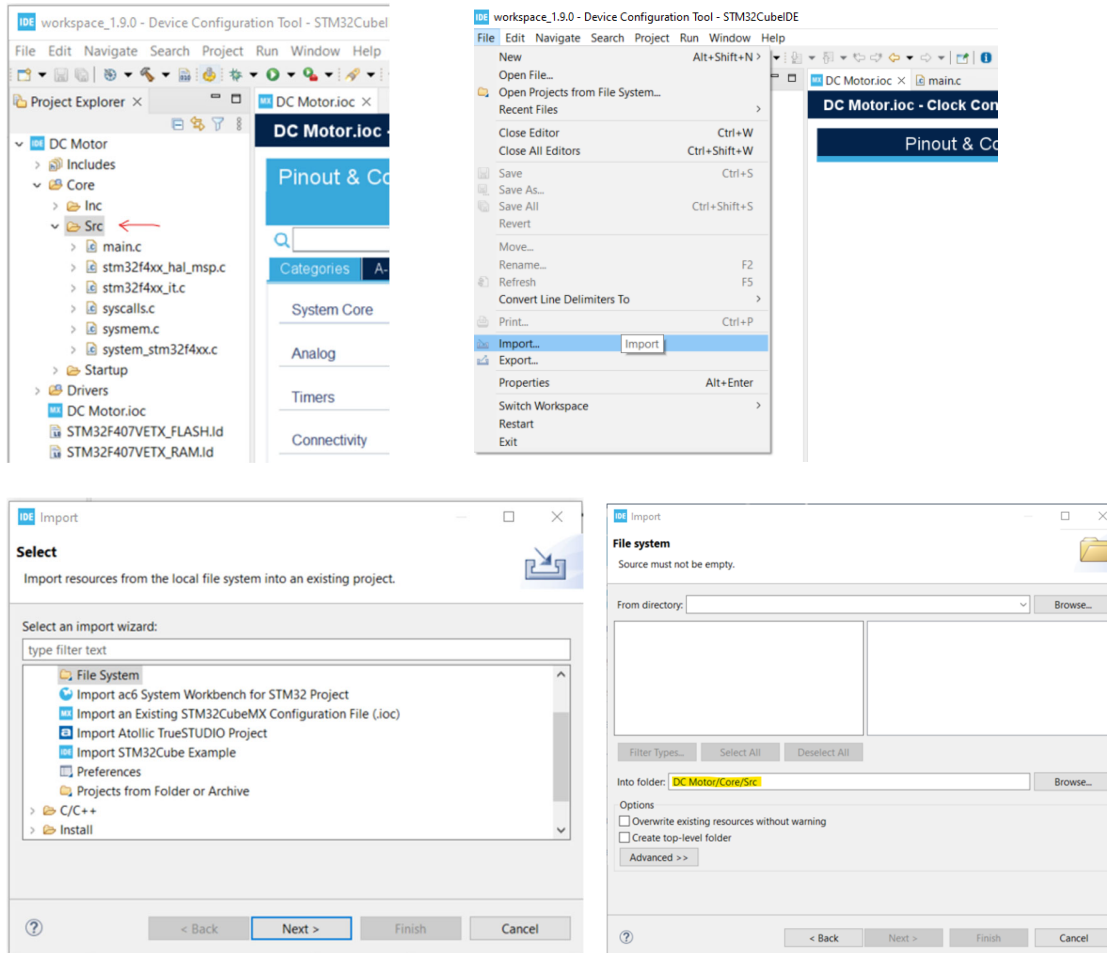 IDE workspace_1.9.0 - Device Configuration Tool - STM32CubeI
File Edit Navigate Search Project Run Window Help
Project Explorer ×
MX DC Motor.ioc ×
DC Motor.ioc -
IDE DC Motor
Includes
Core
Inc
Src
main.c
stm32f4xx_hal_msp.c
stm32f4xx_it.c
syscalls.c
sysmem.c
system_stm32f4xx.c
Startup
Drivers
MX DC Motor.ioc
STM32F407VETX_FLASH.ld
STM32F407VETX_RAM.ld
Pinout & Co
Categories A-
System Core
Analog
Timers
Connectivity
IDE workspace_1.9.0 - Device Configuration Tool - STM32CubeIDE
File Edit Navigate Search Project Run Window Help
New Alt+Shift+N >
Open File...
Open Projects from File System...
Recent Files >
Close Editor Ctrl+W
Close All Editors Ctrl+Shift+W
Save Ctrl+S
Save As...
Save All Ctrl+Shift+S
Revert
Move...
Rename... F2
Refresh F5
Convert Line Delimiters To >
Print... Ctrl+P
Import... Import
Export...
Properties Alt+Enter
Switch Workspace >
Restart
Exit
MX DC Motor.ioc × main.c
DC Motor.ioc - Clock Con
Pinout & Co
IDE Import
Select
Import resources from the local file system into an existing project.
Select an import wizard:
type filter text
File System
Import ac6 System Workbench for STM32 Project
MX Import an Existing STM32CubeMX Configuration File (.ioc)
a Import Atollic TrueSTUDIO Project
IDE Import STM32Cube Example
Preferences
Projects from Folder or Archive
> C/C++
> Install
? < Back Next > Finish Cancel
IDE Import
File system
Source must not be empty.
From directory: Browse...
Filter Types... Select All Deselect All
Into folder: DC Motor/Core/Src Browse...
Options
Overwrite existing resources without warning
Create top-level folder
Advanced >>
? < Back Next > Finish Cancel